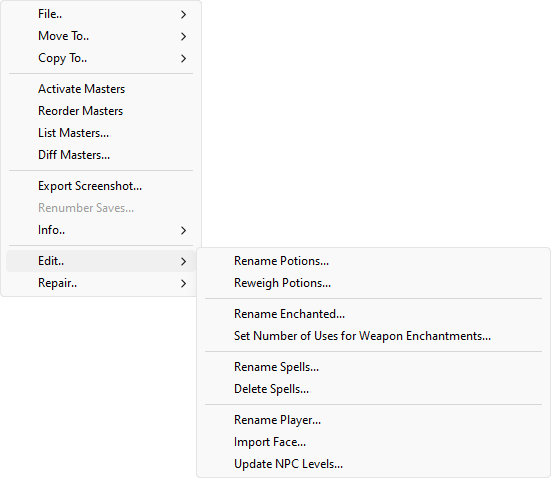 File..
Move To..
Copy To..
Activate Masters
Reorder Masters
List Masters...
Diff Masters...
Export Screenshot...
Renumber Saves...
Info..
Edit..
Repair..
Rename Potions...
Reweigh Potions...
Rename Enchanted...
Set Number of Uses for Weapon Enchantments...
Rename Spells...
Delete Spells...
Rename Player...
Import Face...
Update NPC Levels...